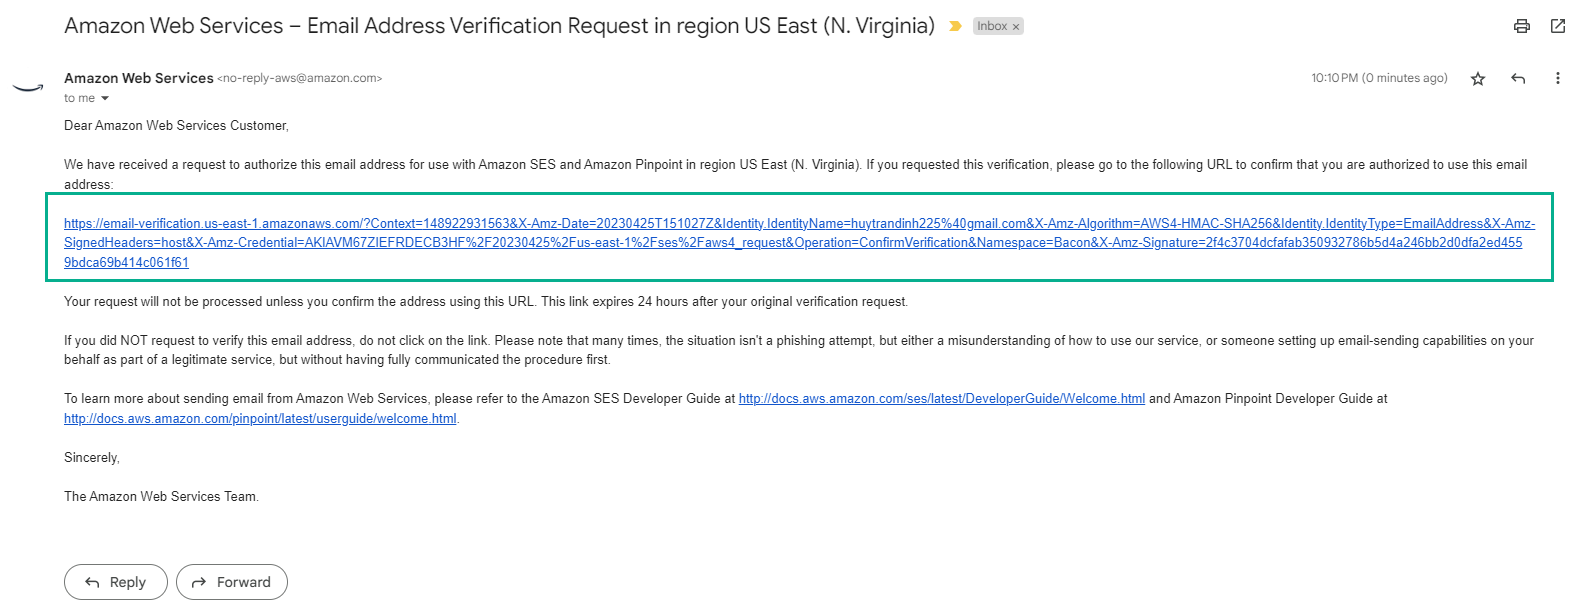 Amazon Web Services – Email Address Verification Request in region US East (N. Virginia) Inbox ×
Amazon Web Services <no-reply-aws@amazon.com> 10:10 PM (0 minutes ago)
to me
Dear Amazon Web Services Customer,
We have received a request to authorize this email address for use with Amazon SES and Amazon Pinpoint in region US East (N. Virginia). If you requested this verification, please go to the following URL to confirm that you are authorized to use this email
address:
https://email-verification.us-east-1.amazonaws.com/?Context=148922931563&X-Amz-Date=20230425T151027Z&Identity.IdentityName=huytrandinh225%40gmail.com&X-Amz-Algorithm=AWS4-HMAC-SHA256&Identity.IdentityType=EmailAddress&X-Amz-
SignedHeaders=host&X-Amz-Credential=AKIAVM67ZIEFRDECB3HF%2F20230425%2Fus-east-1%2Fses%2Faws4_request&Operation=ConfirmVerification&Namespace=Bacon&X-Amz-Signature=2f4c3704dcfafab350932786b5d4a246bb2d0dfa2ed455
9bdca69b414c061f61
Your request will not be processed unless you confirm the address using this URL. This link expires 24 hours after your original verification request.
If you did NOT request to verify this email address, do not click on the link. Please note that many times, the situation isn't a phishing attempt, but either a misunderstanding of how to use our service, or someone setting up email-sending capabilities on your
behalf as part of a legitimate service, but without having fully communicated the procedure first.
To learn more about sending email from Amazon Web Services, please refer to the Amazon SES Developer Guide at http://docs.aws.amazon.com/ses/latest/DeveloperGuide/Welcome.html and Amazon Pinpoint Developer Guide at
http://docs.aws.amazon.com/pinpoint/latest/userguide/welcome.html.
Sincerely,
The Amazon Web Services Team.
Reply Forward